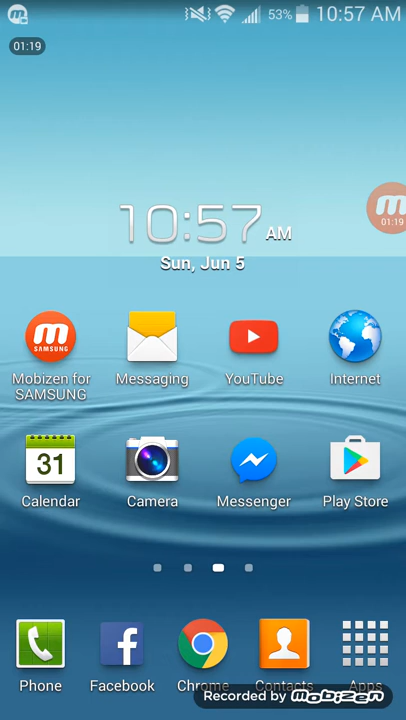 53% 10:57 AM
01:19
01:19
10:57 AM
Sun, Jun 5
Mobizen for
SAMSUNG
Messaging
YouTube
Internet
31
Calendar
Camera
Messenger
Play Store
Phone
Facebook
Chrome
Contacts
Apps
Recorded by mobizen